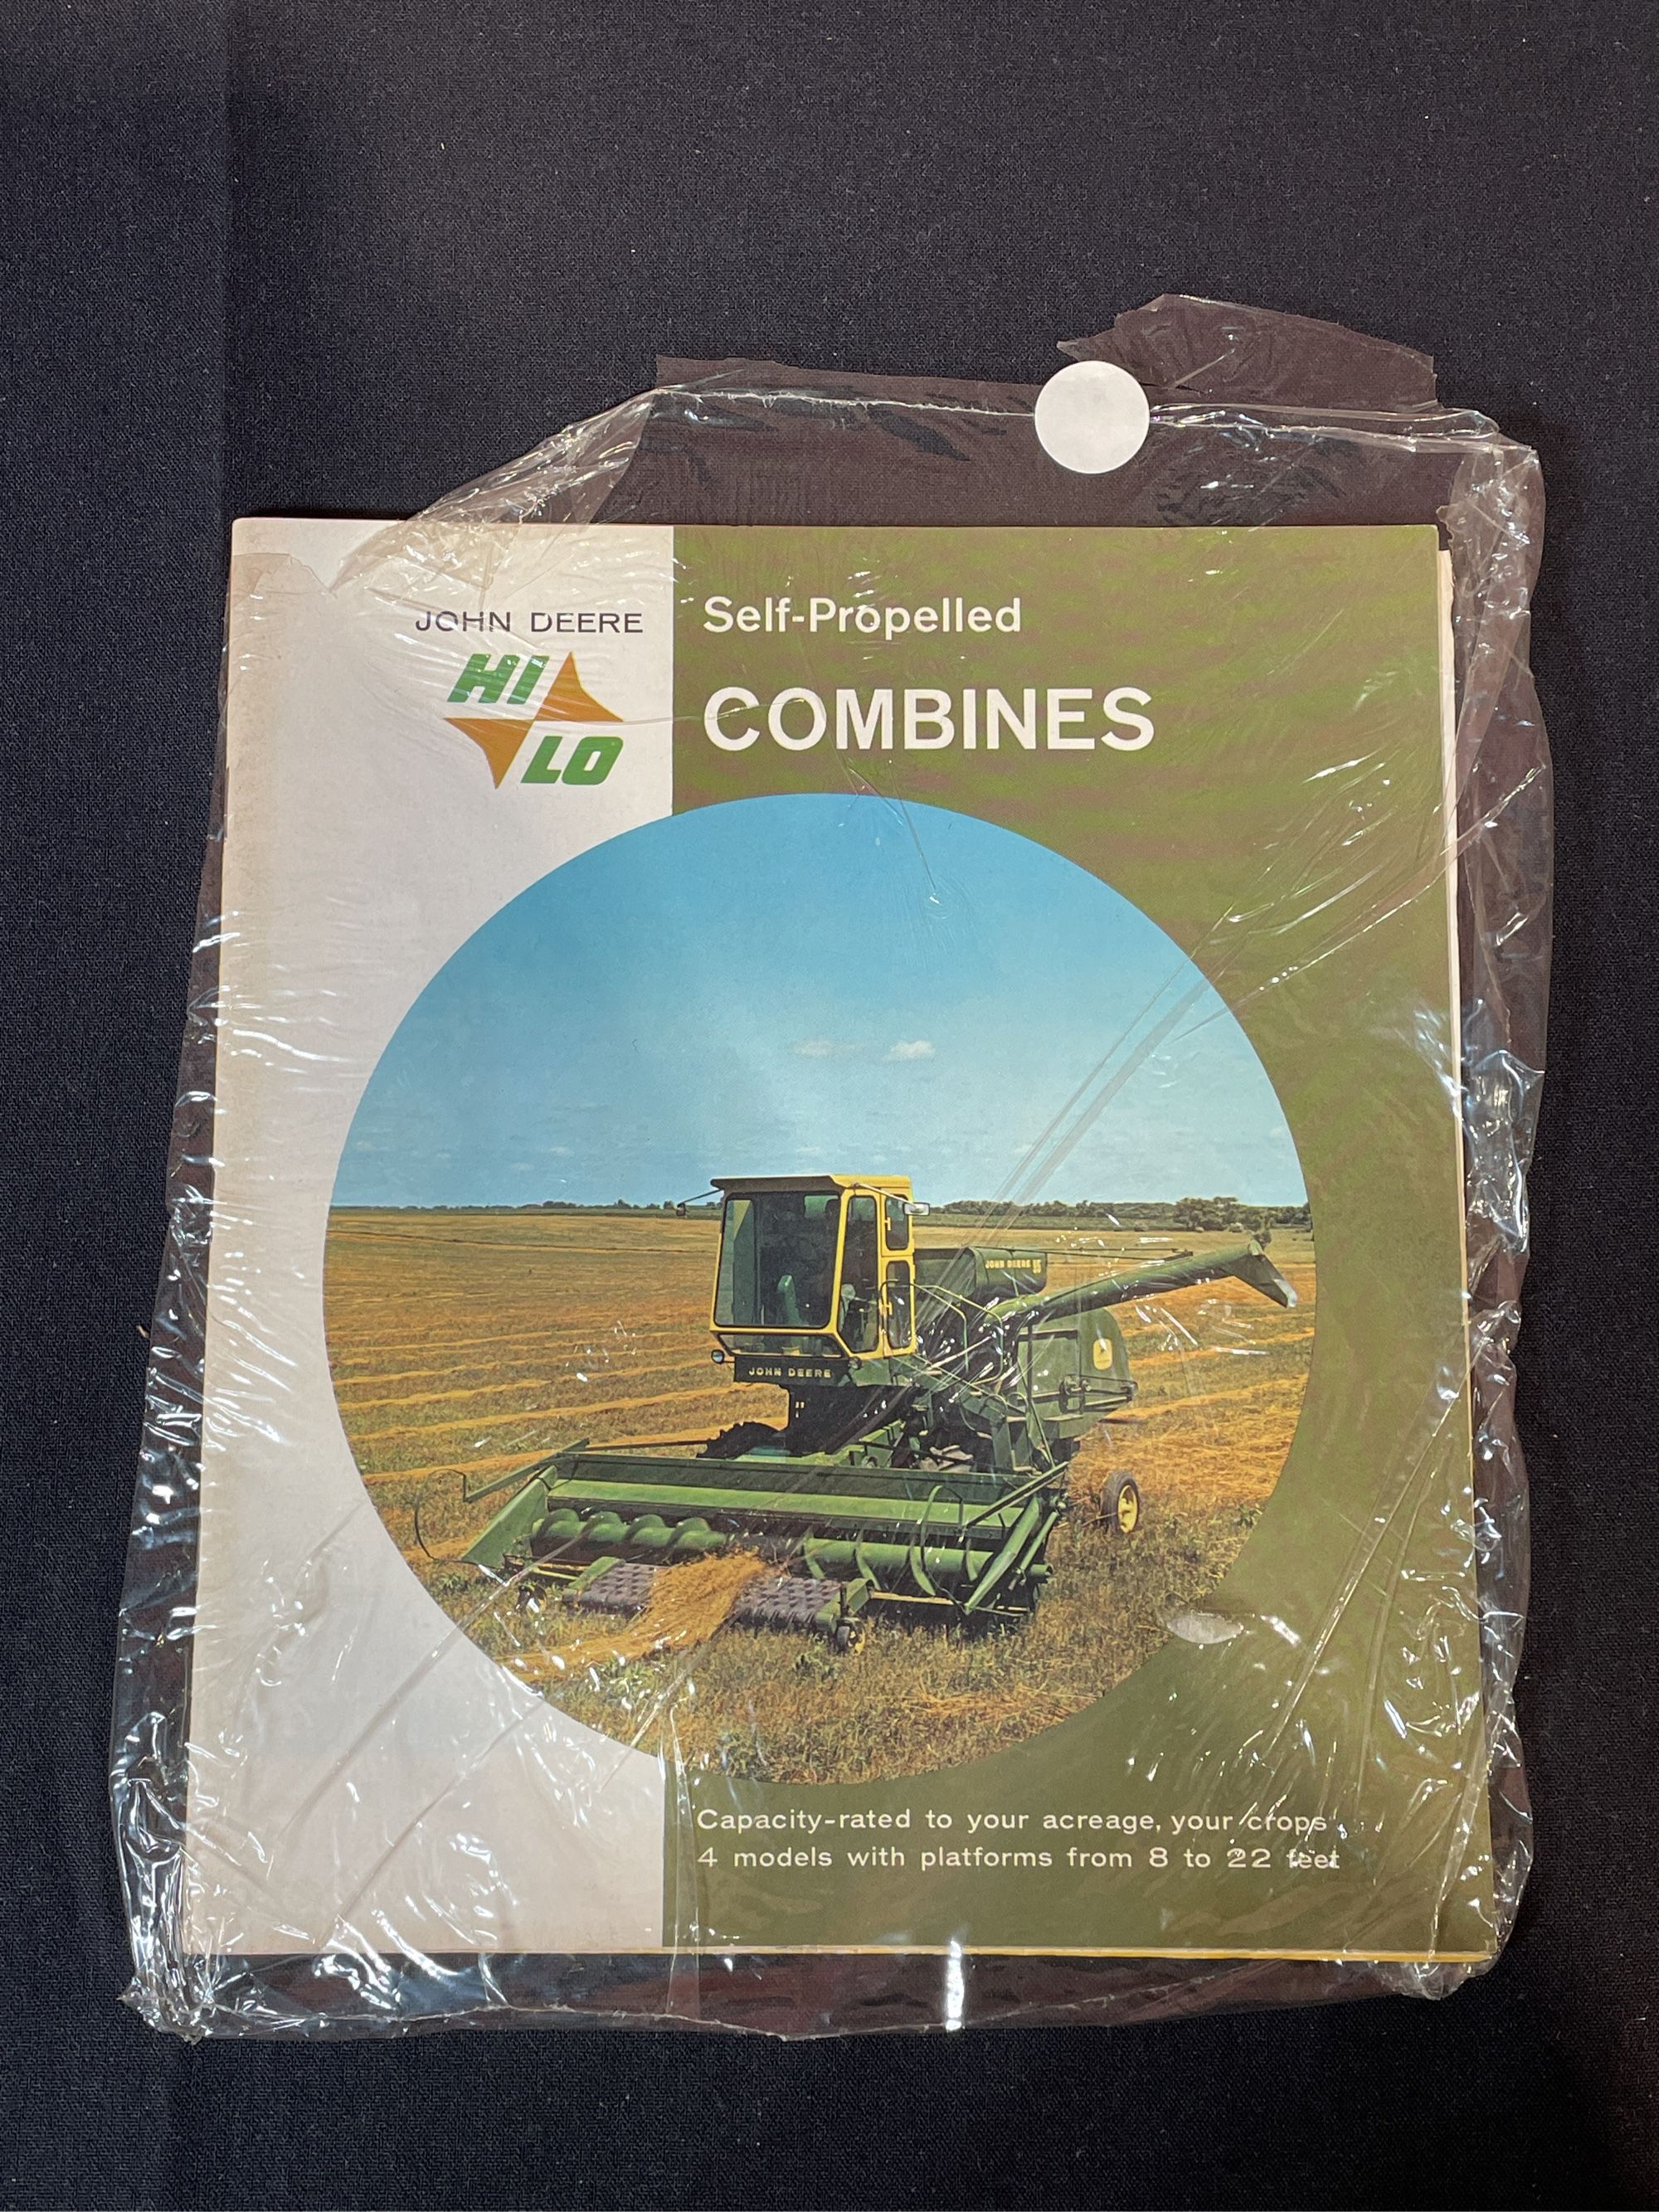 JOHN DEERE
HI
LO
Self-Propelled
COMBINES
JOHN DEERE
JOHN DEERE
Capacity-rated to your acreage, your crops
4 models with platforms from 8 to 22 feet